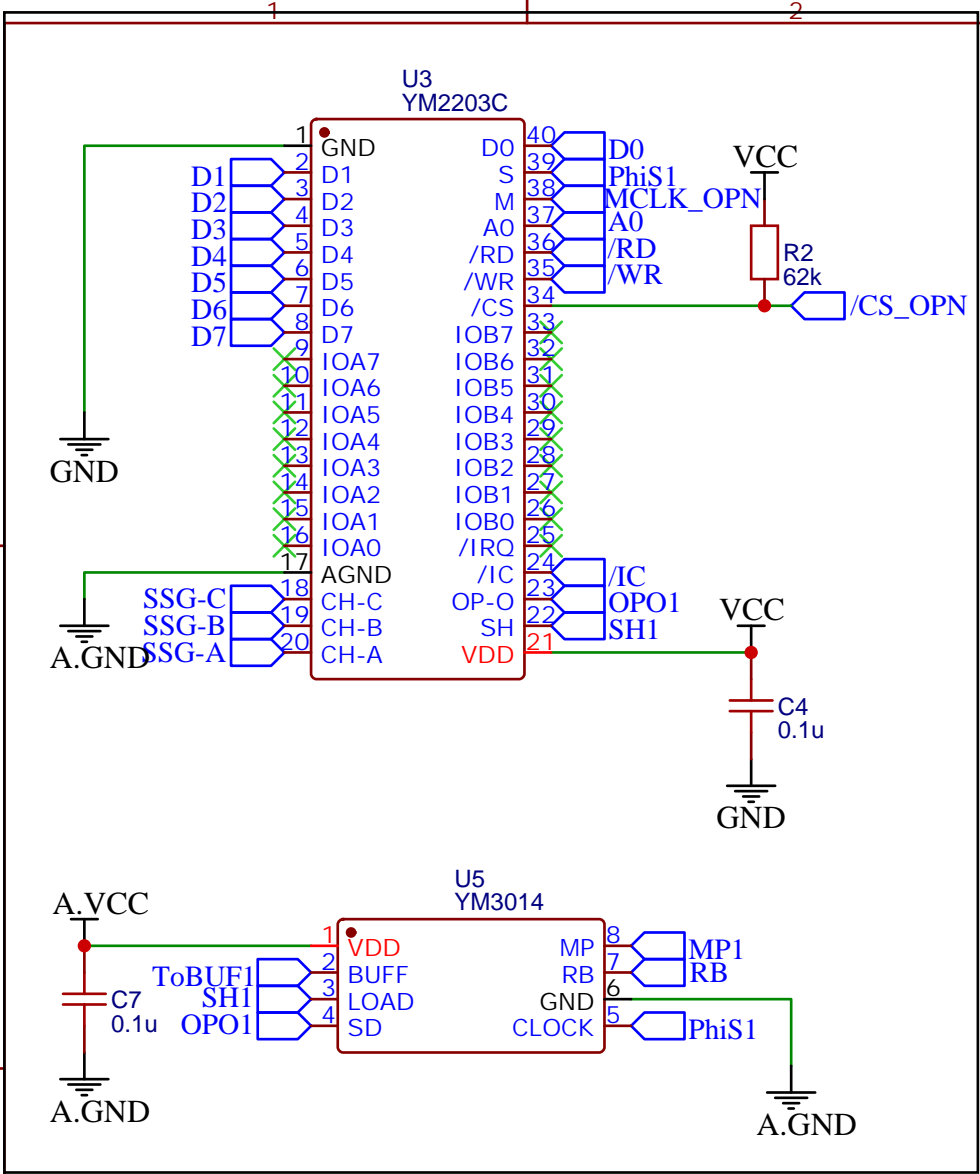 1 2
U3
YM2203C
1 GND D0 40 D0
D1 2 D1 S 39 PhiS1
D2 3 D2 M 38 MCLK_OPN
D3 4 D3 A0 37 A0
D4 5 D4 /RD 36 /RD
D5 6 D5 /WR 35 /WR
D6 7 D6 /CS 34 /CS_OPN
D7 8 D7 IOB7 33
9 IOA7 IOB6 32
10 IOA6 IOB5 31
11 IOA5 IOB4 30
12 IOA4 IOB3 29
13 IOA3 IOB2 28
14 IOA2 IOB1 27
15 IOA1 IOB0 26
16 IOA0 /IRQ 25
17 AGND /IC 24 /IC
SSG-C 18 CH-C OP-O 23 OPO1
SSG-B 19 CH-B SH 22 SH1
SSG-A 20 CH-A VDD 21
VCC
R2
62k
GND
A.GND
VCC
C4
0.1u
GND
U5
YM3014
A.VCC
1 VDD MP 8 MP1
ToBUF1 2 BUFF RB 7 RB
SH1 3 LOAD GND 6
OPO1 4 SD CLOCK 5 PhiS1
C7
0.1u
A.GND
A.GND